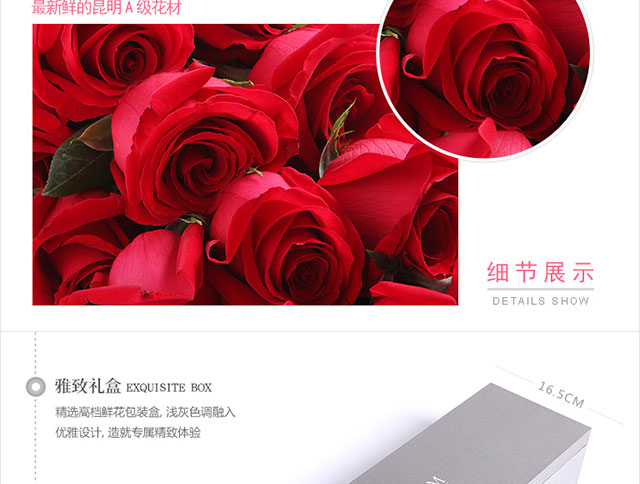 最新鲜的昆明A级花材
细节展示
DETAILS SHOW
雅致礼盒 EXQUISITE BOX
精选高档鲜花包装盒, 浅灰色调融入
优雅设计, 造就专属精致体验
16.5CM